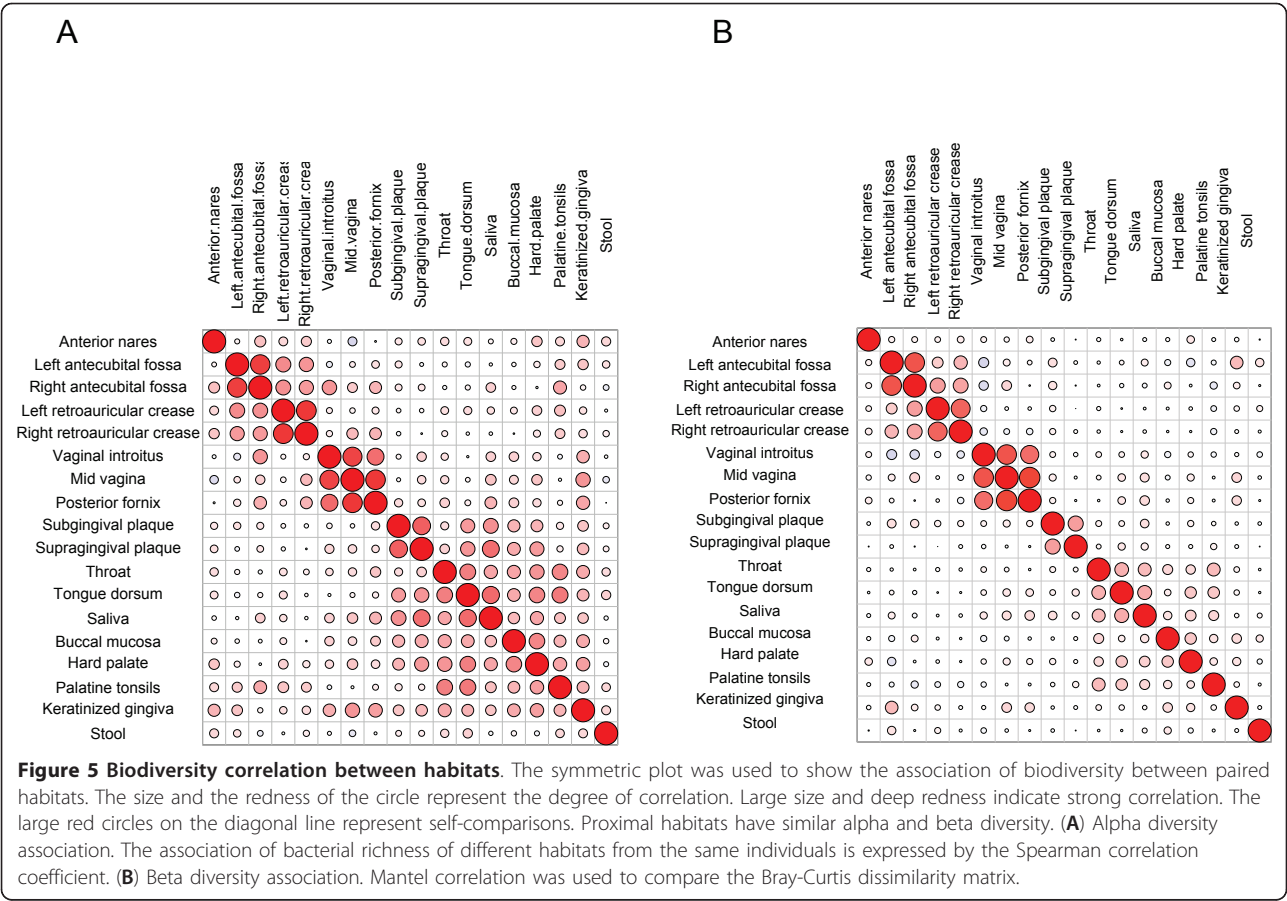 A
B
Anterior.nares
Left.antecubital.fossa
Right.antecubital.fossa
Left.retroauricular.creas
Right.retroauricular.crea
Vaginal.introitus
Mid.vagina
Posterior.fornix
Subgingival.plaque
Supragingival.plaque
Throat
Tongue.dorsum
Saliva
Buccal.mucosa
Hard.palate
Palatine.tonsils
Keratinized.gingiva
Stool
Anterior nares
Left antecubital fossa
Right antecubital fossa
Left retroauricular crease
Right retroauricular crease
Vaginal introitus
Mid vagina
Posterior fornix
Subgingival plaque
Supragingival plaque
Throat
Tongue dorsum
Saliva
Buccal mucosa
Hard palate
Palatine tonsils
Keratinized gingiva
Stool
Anterior nares
Left antecubital fossa
Right antecubital fossa
Left retroauricular crease
Right retroauricular crease
Vaginal introitus
Mid vagina
Posterior fornix
Subgingival plaque
Supragingival plaque
Throat
Tongue dorsum
Saliva
Buccal mucosa
Hard palate
Palatine tonsils
Keratinized gingiva
Stool
Anterior nares
Left antecubital fossa
Right antecubital fossa
Left retroauricular crease
Right retroauricular crease
Vaginal introitus
Mid vagina
Posterior fornix
Subgingival plaque
Supragingival plaque
Throat
Tongue dorsum
Saliva
Buccal mucosa
Hard palate
Palatine tonsils
Keratinized gingiva
Stool
Figure 5 Biodiversity correlation between habitats. The symmetric plot was used to show the association of biodiversity between paired
habitats. The size and the redness of the circle represent the degree of correlation. Large size and deep redness indicate strong correlation. The
large red circles on the diagonal line represent self-comparisons. Proximal habitats have similar alpha and beta diversity. (A) Alpha diversity
association. The association of bacterial richness of different habitats from the same individuals is expressed by the Spearman correlation
coefficient. (B) Beta diversity association. Mantel correlation was used to compare the Bray-Curtis dissimilarity matrix.